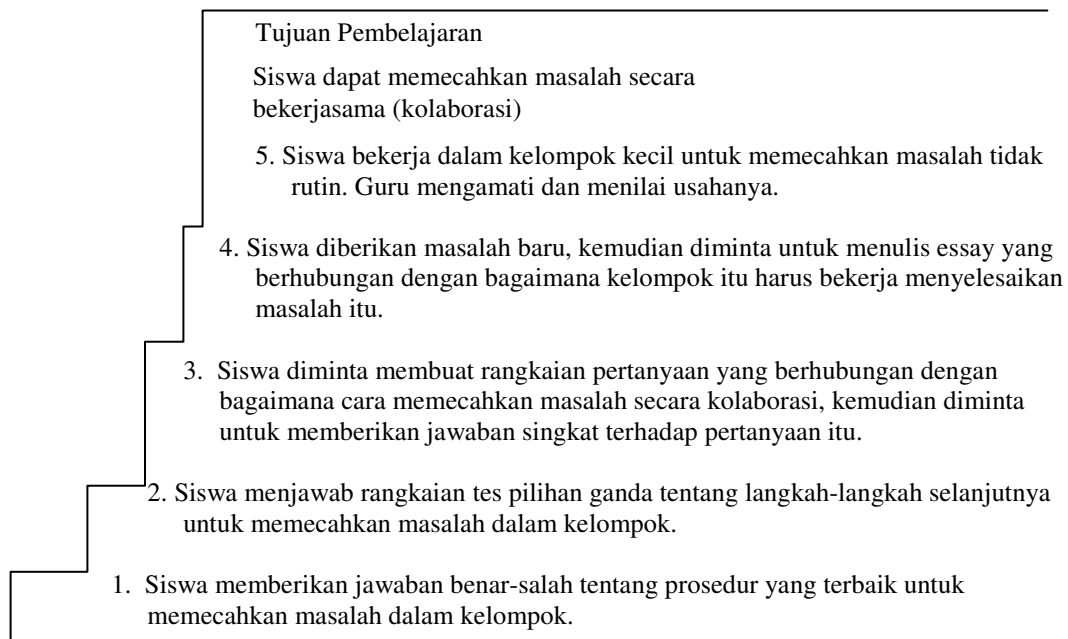 Tujuan Pembelajaran
Siswa dapat memecahkan masalah secara
bekerjasama (kolaborasi)
5. Siswa bekerja dalam kelompok kecil untuk memecahkan masalah tidak
rutin. Guru mengamati dan menilai usahanya.
4. Siswa diberikan masalah baru, kemudian diminta untuk menulis essay yang
berhubungan dengan bagaimana kelompok itu harus bekerja menyelesaikan
masalah itu.
3. Siswa diminta membuat rangkaian pertanyaan yang berhubungan dengan
bagaimana cara memecahkan masalah secara kolaborasi, kemudian diminta
untuk memberikan jawaban singkat terhadap pertanyaan itu.
2. Siswa menjawab rangkaian tes pilihan ganda tentang langkah-langkah selanjutnya
untuk memecahkan masalah dalam kelompok.
1. Siswa memberikan jawaban benar-salah tentang prosedur yang terbaik untuk
memecahkan masalah dalam kelompok.